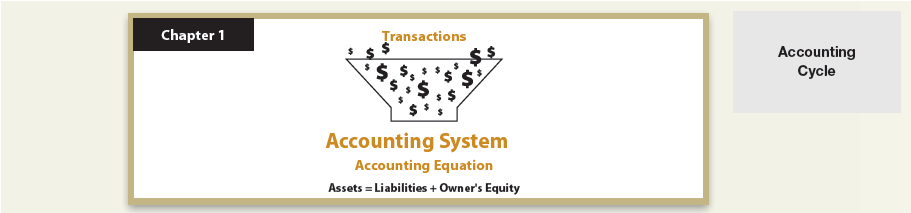 Chapter 1
Transactions
$ $ $ $ $
$ $ $ $ $ $ $ $ $ $ $
$ $ $ $ $
$ $ $ $
Accounting System
Accounting Equation
Assets = Liabilities + Owner's Equity
Accounting
Cycle